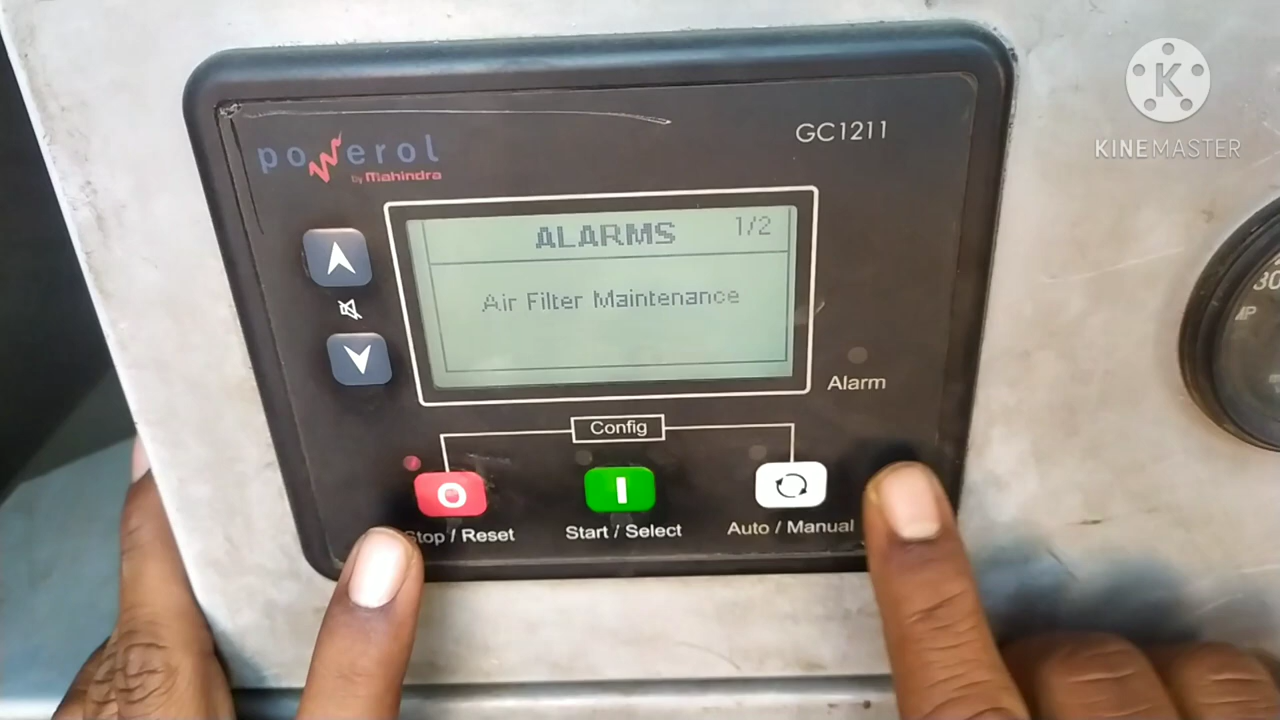 powerol
by Mahindra
GC1211
KINEMASTER
ALARMS 1/2
Air Filter Maintenance
Alarm
Config
Stop / Reset
Start / Select
Auto / Manual
30